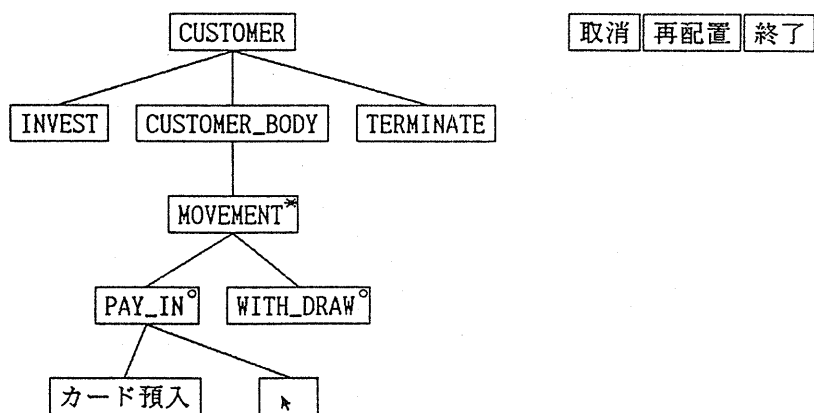 CUSTOMER
取消 再配置 終了
INVEST CUSTOMER_BODY TERMINATE
MOVEMENT*
PAY_IN° WITH_DRAW°
カード預入